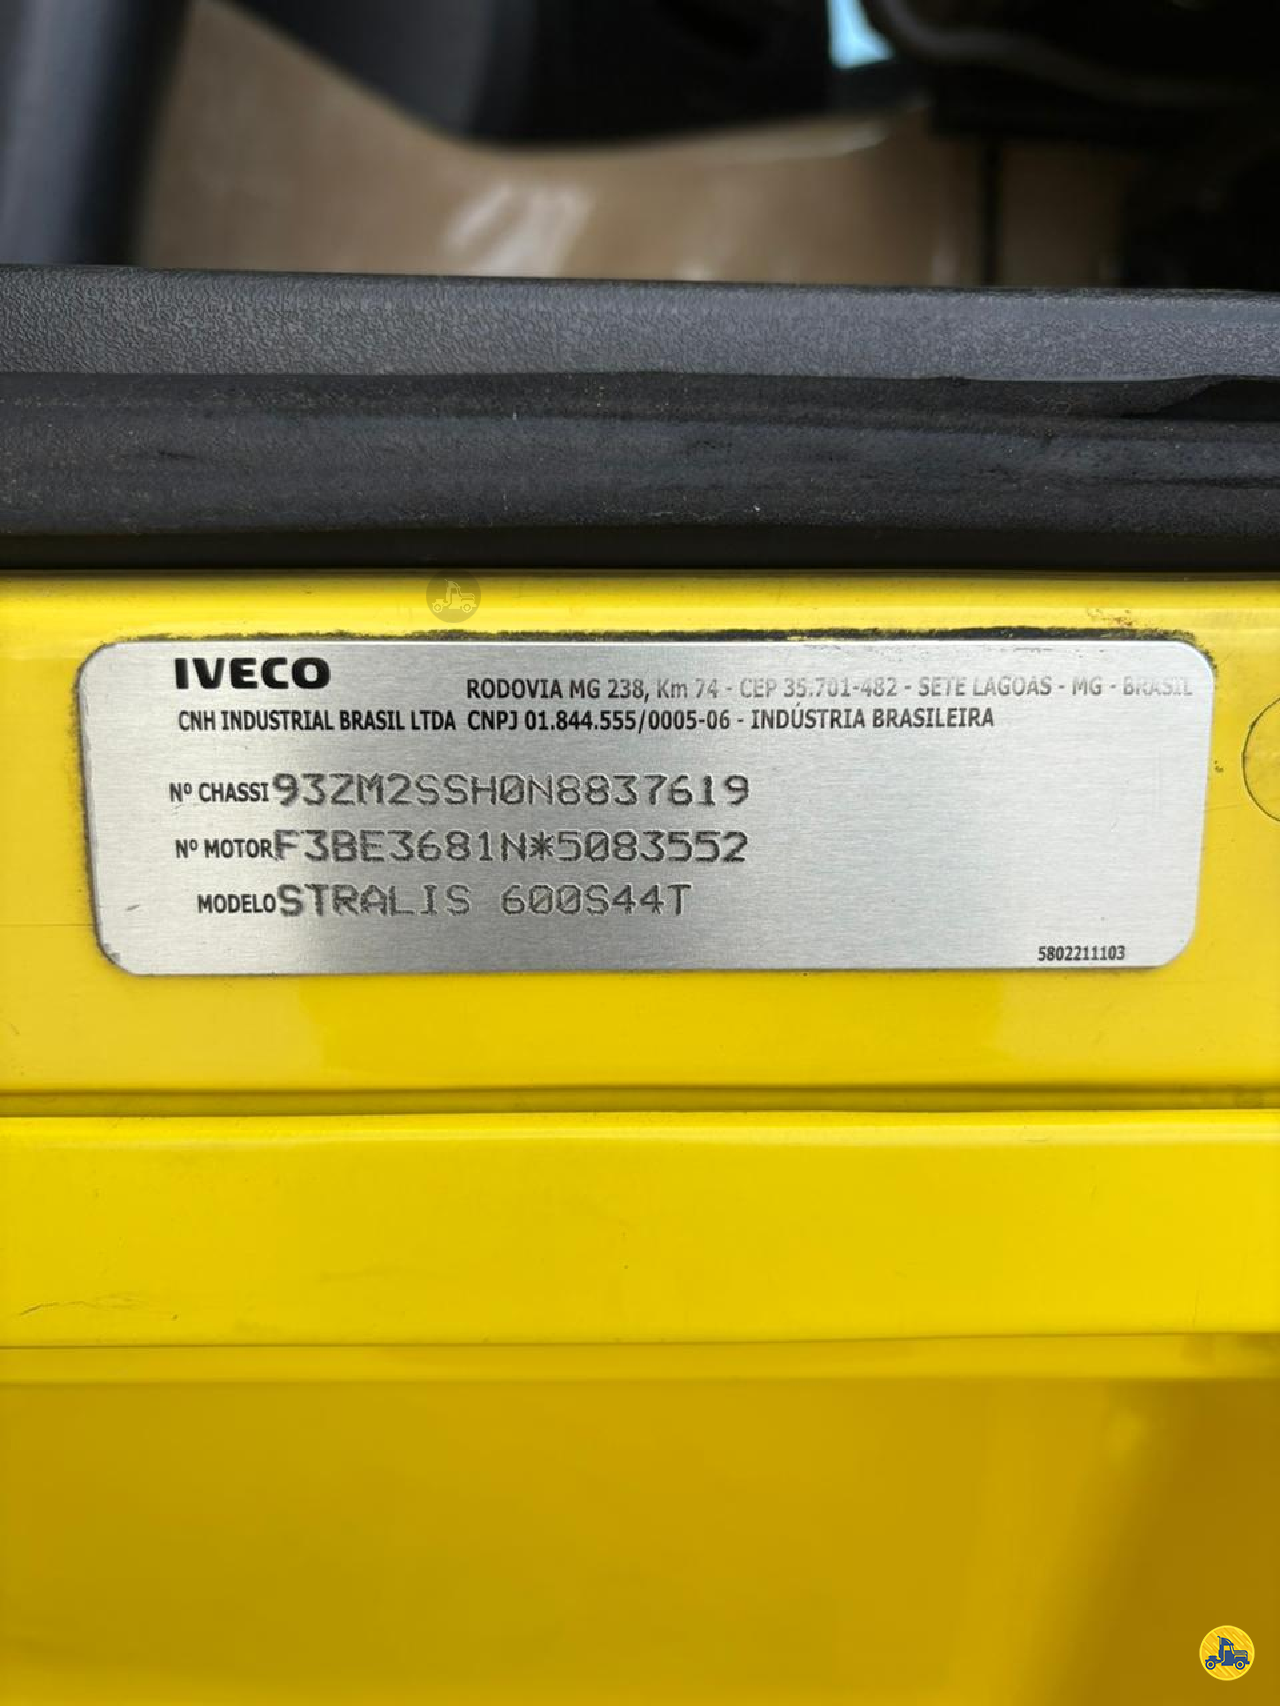 IVECO
RODOVIA MG 238, Km 74 - CEP 35.701-482 - SETE LAGOAS - MG - BRASIL
CNH INDUSTRIAL BRASIL LTDA CNPJ 01.844.555/0005-06 - INDÚSTRIA BRASILEIRA
Nº CHASSI 93ZM2SSH0N8837619
Nº MOTOR F3BE3681N*5083552
MODELO STRALIS 600S44T
5802211103